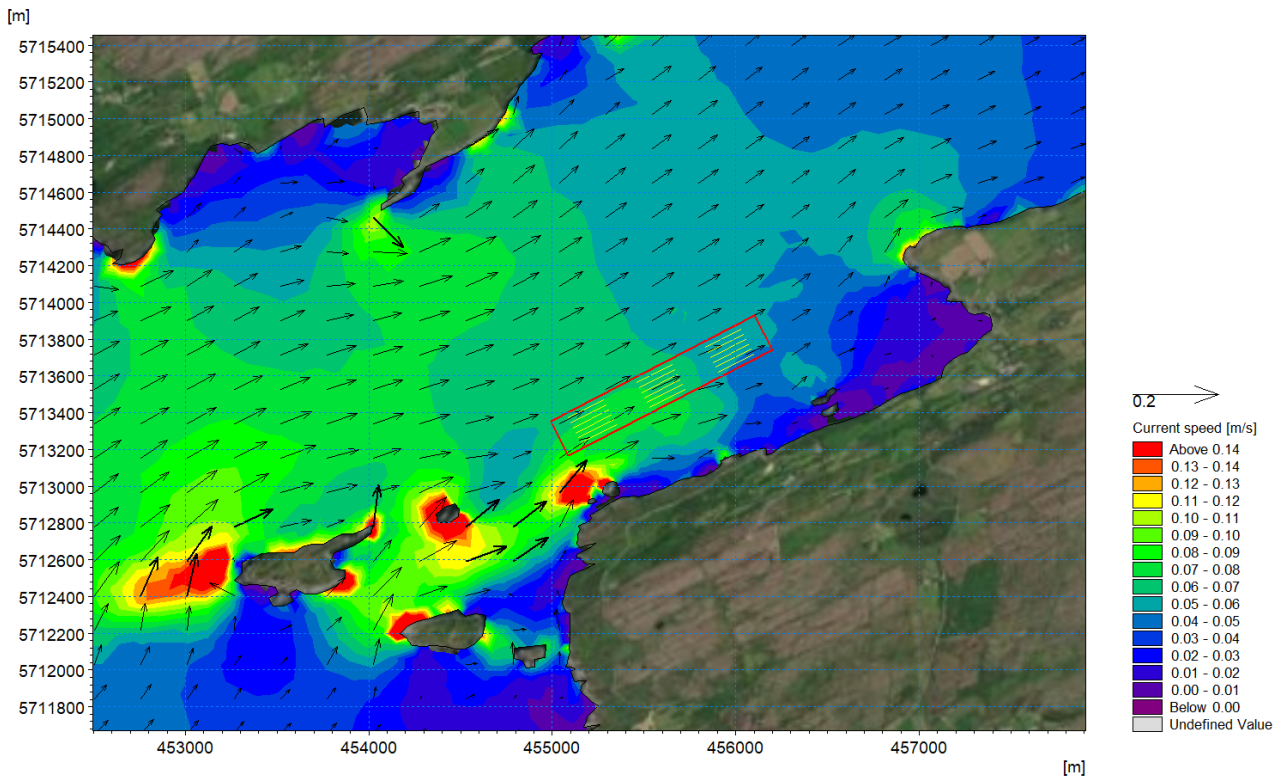 [m]
5715400
5715200
5715000
5714800
5714600
5714400
5714200
5714000
5713800
5713600
5713400
5713200
5713000
5712800
5712600
5712400
5712200
5712000
5711800
453000 454000 455000 456000 457000
[m]
0.2
Current speed [m/s]
Above 0.14
0.13 - 0.14
0.12 - 0.13
0.11 - 0.12
0.10 - 0.11
0.09 - 0.10
0.08 - 0.09
0.07 - 0.08
0.06 - 0.07
0.05 - 0.06
0.04 - 0.05
0.03 - 0.04
0.02 - 0.03
0.01 - 0.02
0.00 - 0.01
Below 0.00
Undefined Value